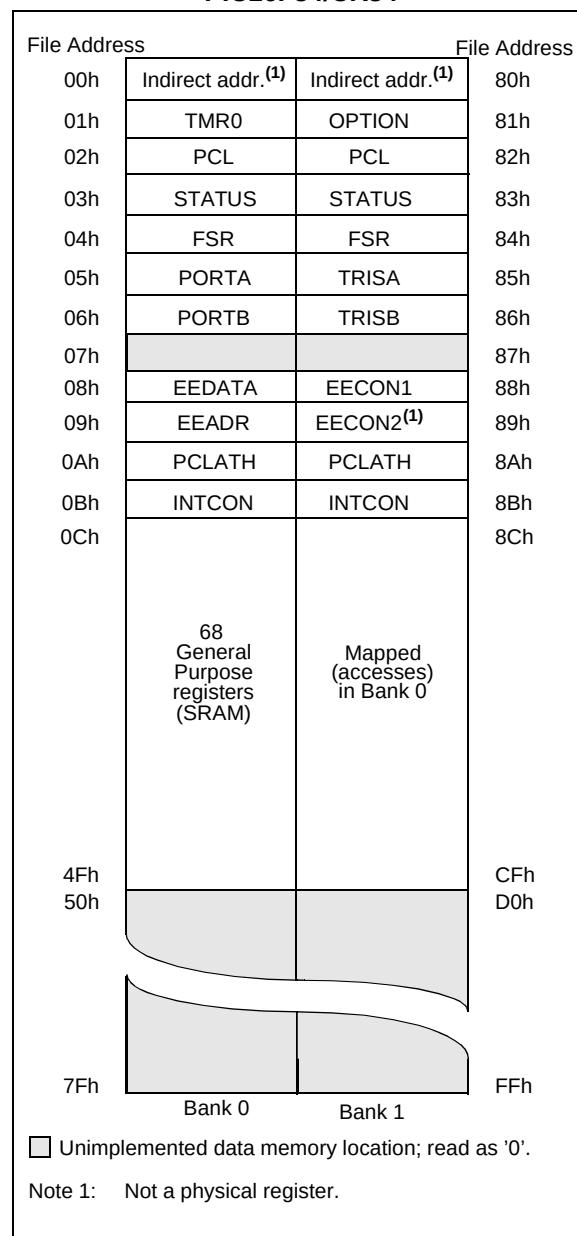 File Address File Address
00h Indirect addr.(1) Indirect addr.(1) 80h
01h TMR0 OPTION 81h
02h PCL PCL 82h
03h STATUS STATUS 83h
04h FSR FSR 84h
05h PORTA TRISA 85h
06h PORTB TRISB 86h
07h 87h
08h EEDATA EECON1 88h
09h EEADR EECON2(1) 89h
0Ah PCLATH PCLATH 8Ah
0Bh INTCON INTCON 8Bh
0Ch 8Ch
68
General
Purpose
registers
(SRAM)
Mapped
(accesses)
in Bank 0
4Fh CFh
50h D0h
7Fh FFh
Bank 0 Bank 1
Unimplemented data memory location; read as '0'.
Note 1: Not a physical register.